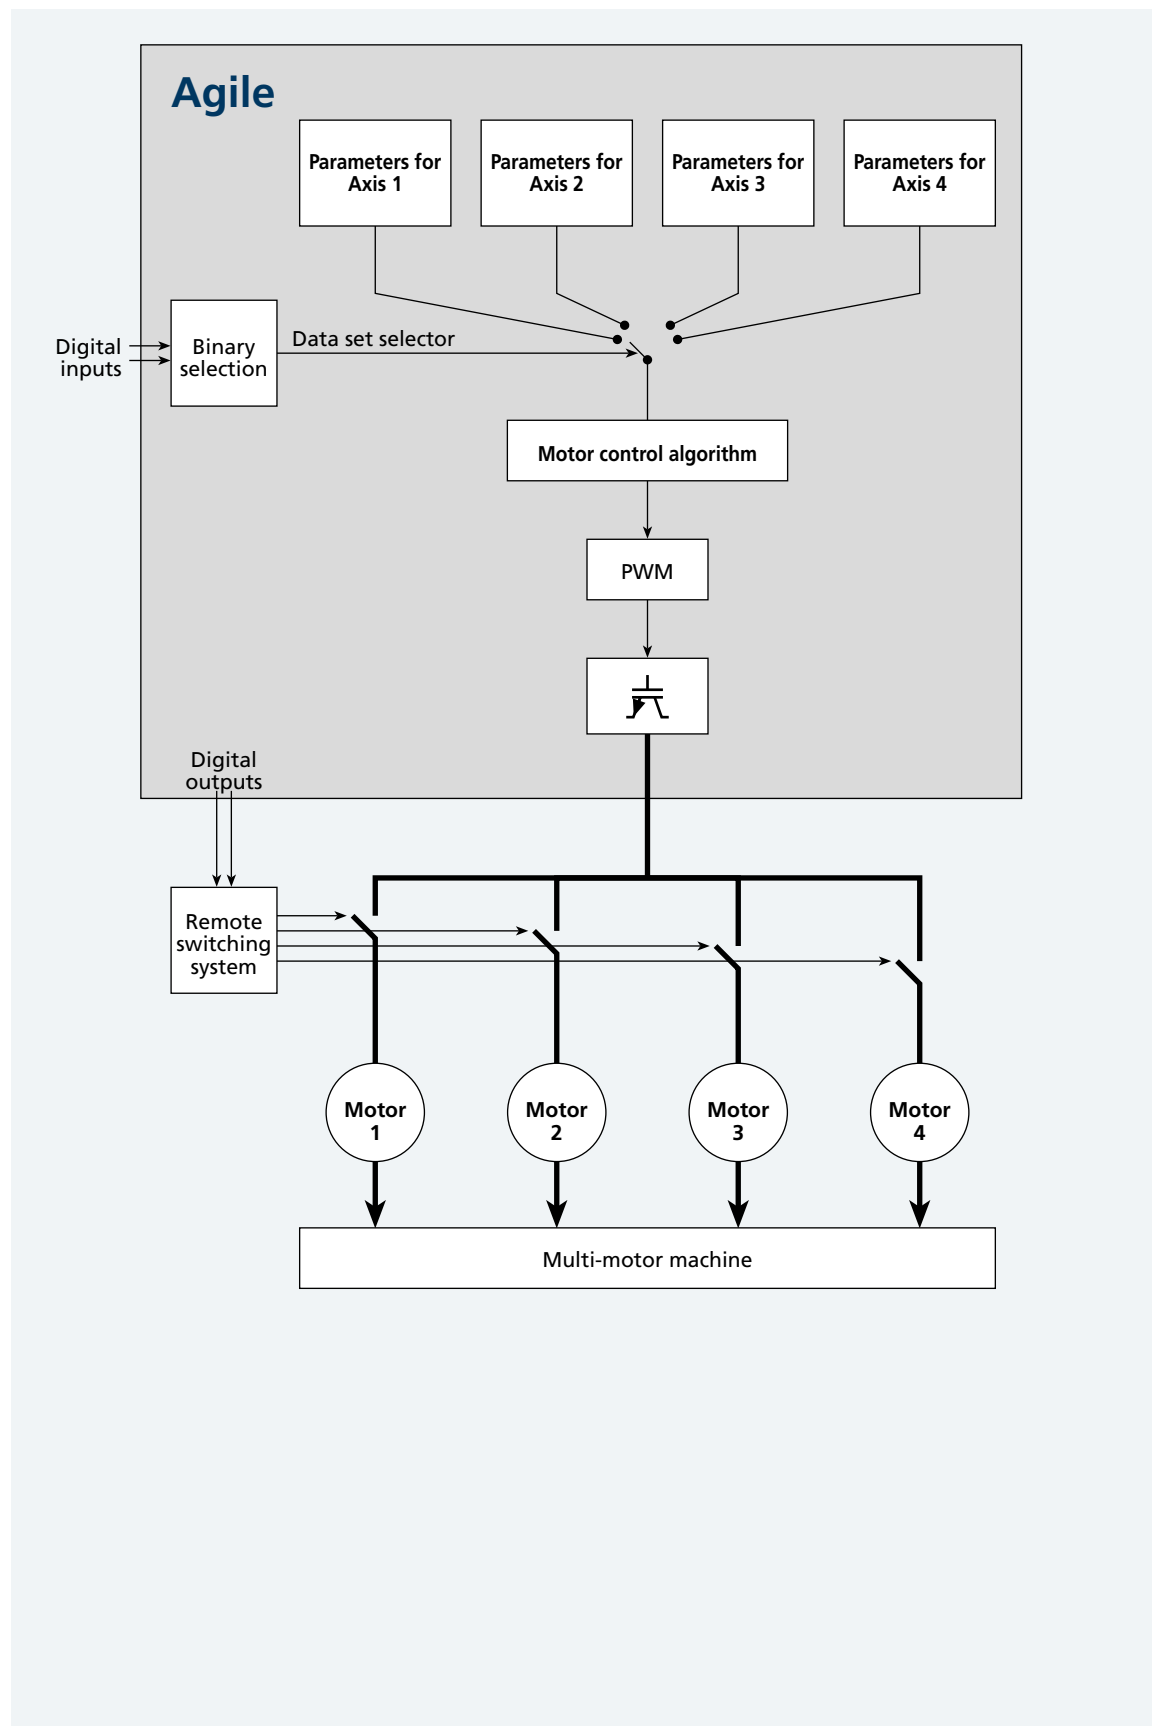 Agile
Parameters for
Axis 1
Parameters for
Axis 2
Parameters for
Axis 3
Parameters for
Axis 4
Digital
inputs
Binary
selection
Data set selector
Motor control algorithm
PWM
Digital
outputs
Remote
switching
system
Motor
1
Motor
2
Motor
3
Motor
4
Multi-motor machine